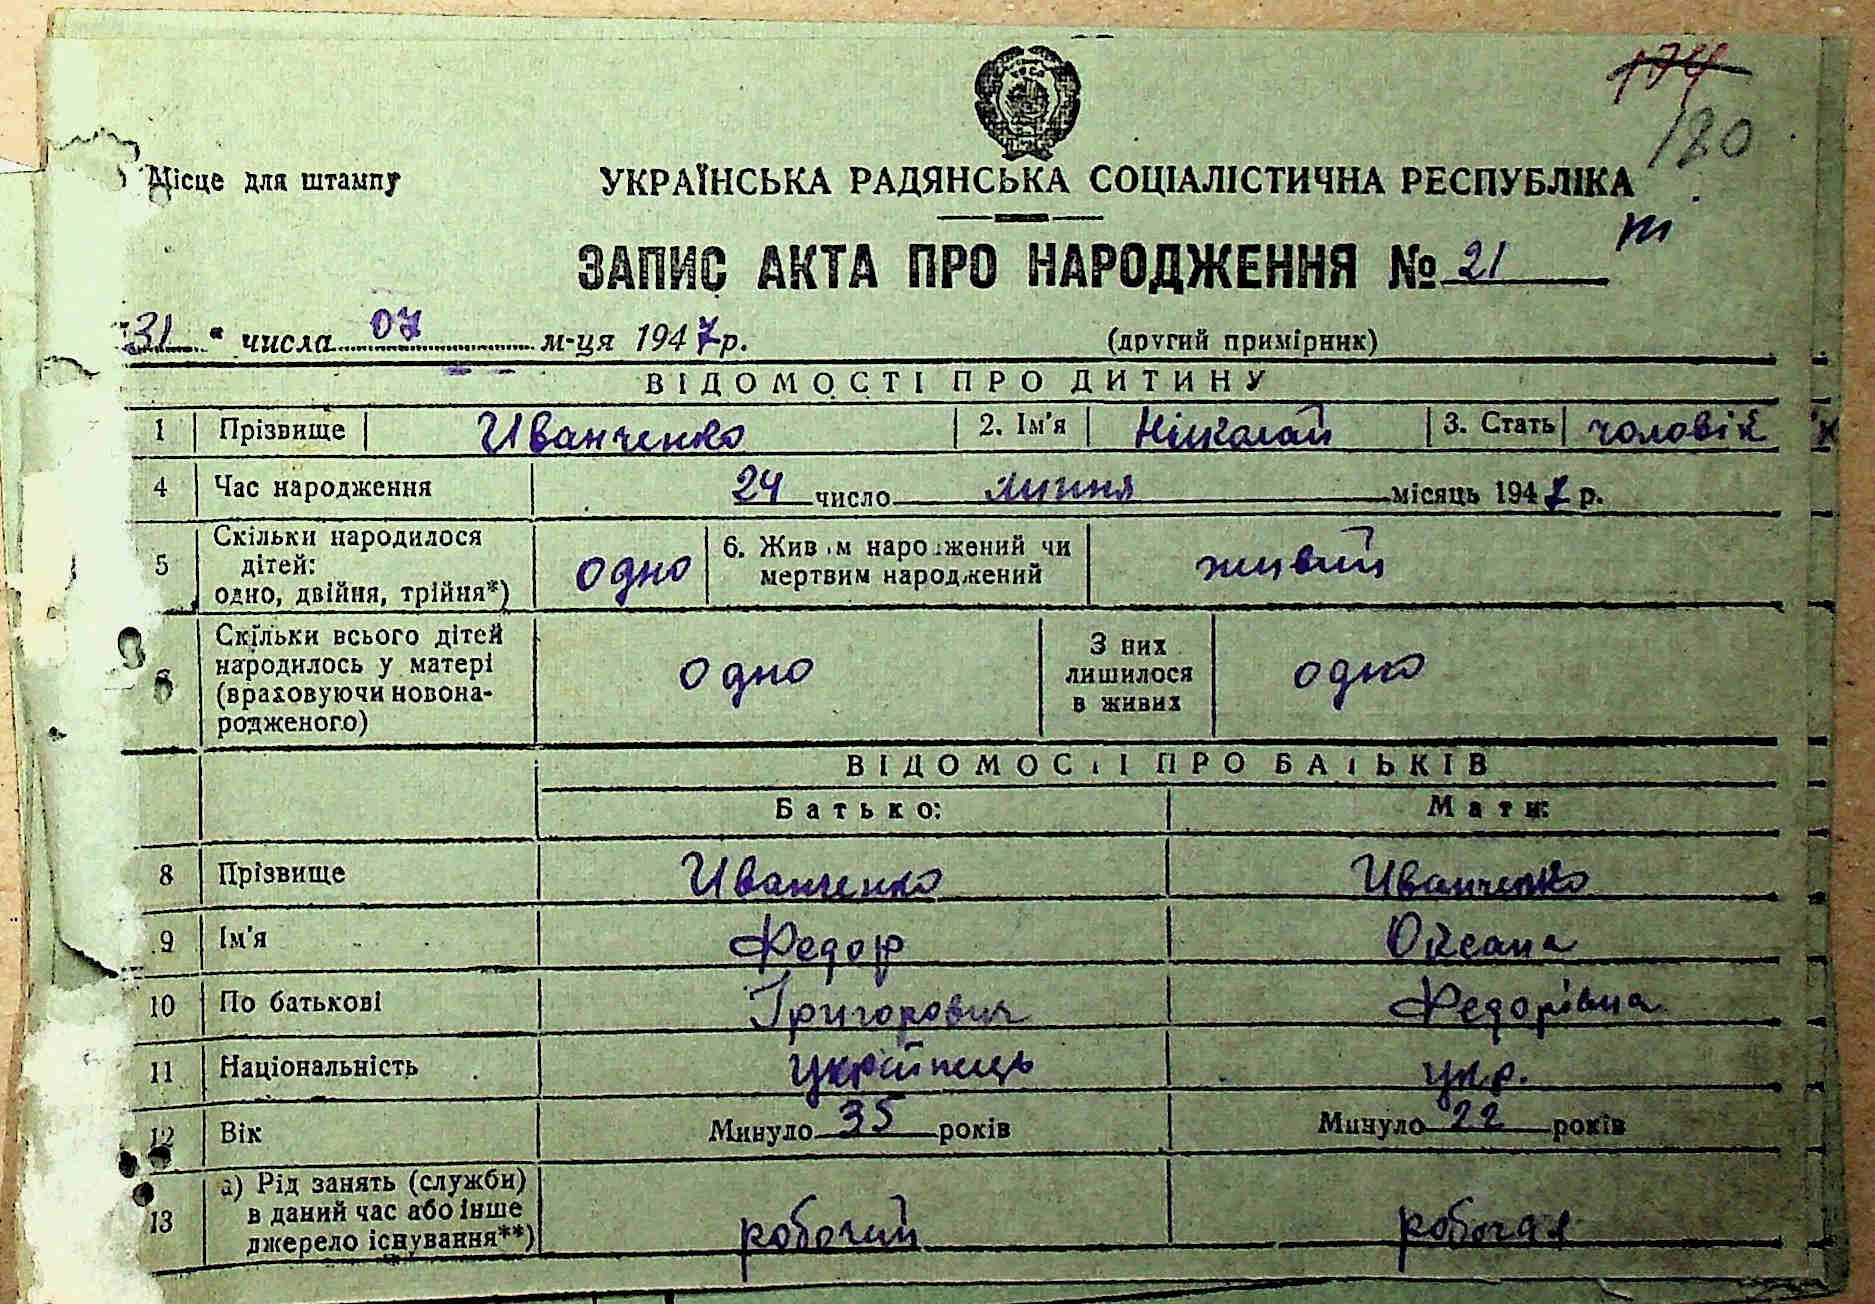 174
180
Місце для штампу
УКРАЇНСЬКА РАДЯНСЬКА СОЦІАЛІСТИЧНА РЕСПУБЛІКА
ЗАПИС АКТА ПРО НАРОДЖЕННЯ № 21
"31" числа 07 м-ця 1947 р. (другий примірник)
ВІДОМОСТІ ПРО ДИТИНУ
1 Прізвище Иванченко 2. Ім'я Ніколай 3. Стать чоловік
4 Час народження 24 число липня місяць 1947 р.
5 Скільки народилося дітей: одно, двійня, трійня*) одно 6. Живим народжений чи мертвим народжений живий
6 Скільки всього дітей народилось у матері (враховуючи новонародженого) одно З них лишилося в живих одно
ВІДОМОСТІ ПРО БАТЬКІВ
Батько: Мати:
8 Прізвище Иванченко Иванченко
9 Ім'я Федор Оксана
10 По батькові Григорович Федорівна
11 Національність українець укр.
12 Вік Минуло 35 років Минуло 22 років
13 а) Рід занять (служби) в даний час або інше джерело існування**) робочий робочая